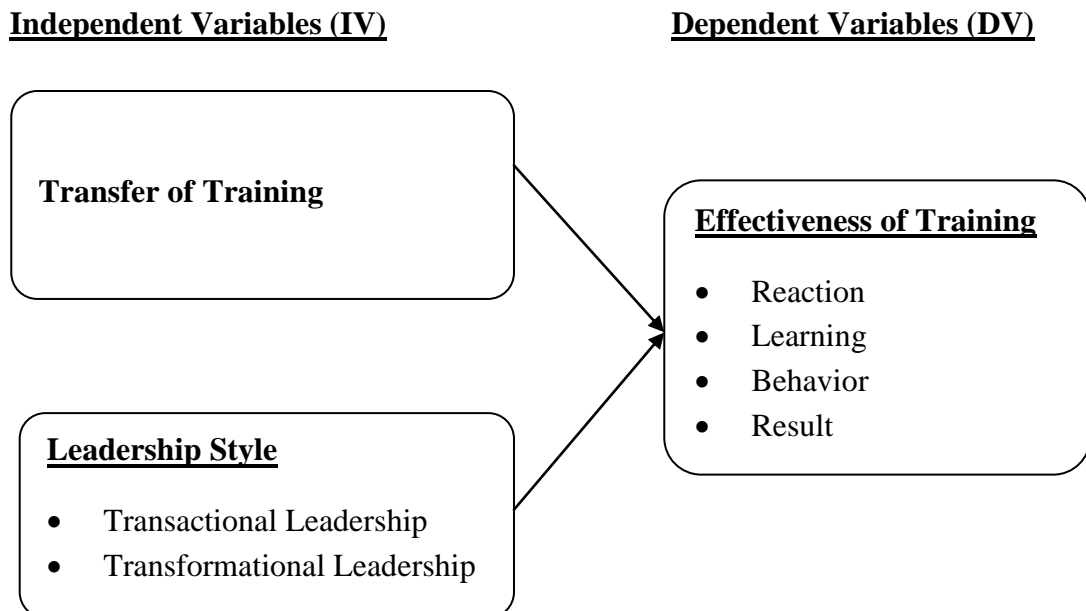 Independent Variables (IV)
Dependent Variables (DV)
Transfer of Training
Effectiveness of Training
• Reaction
• Learning
• Behavior
• Result
Leadership Style
• Transactional Leadership
• Transformational Leadership